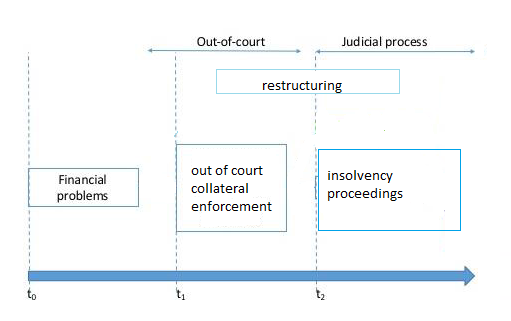 Out-of-court
Judicial process
restructuring
Financial
problems
out of court
collateral
enforcement
insolvency
proceedings
t0
t1
t2